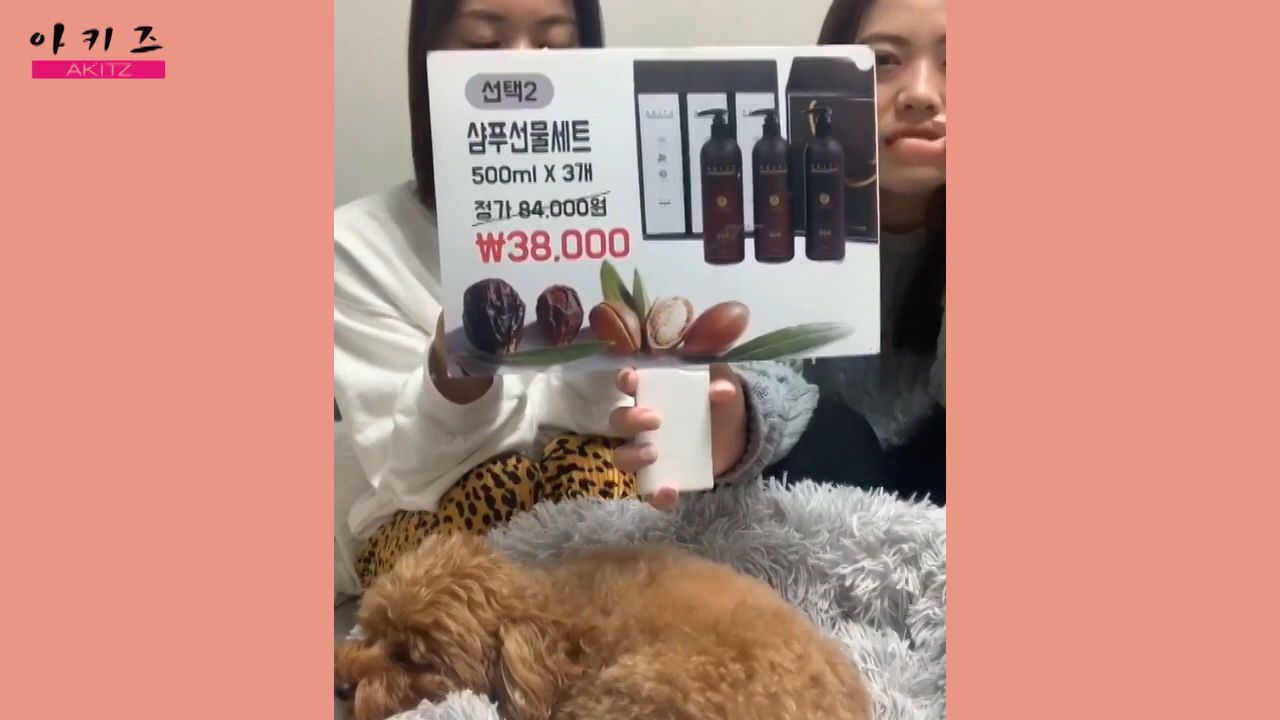 아키즈
AKITZ
선택2
샴푸선물세트
500ml X 3개
정가 84,000원
₩38,000